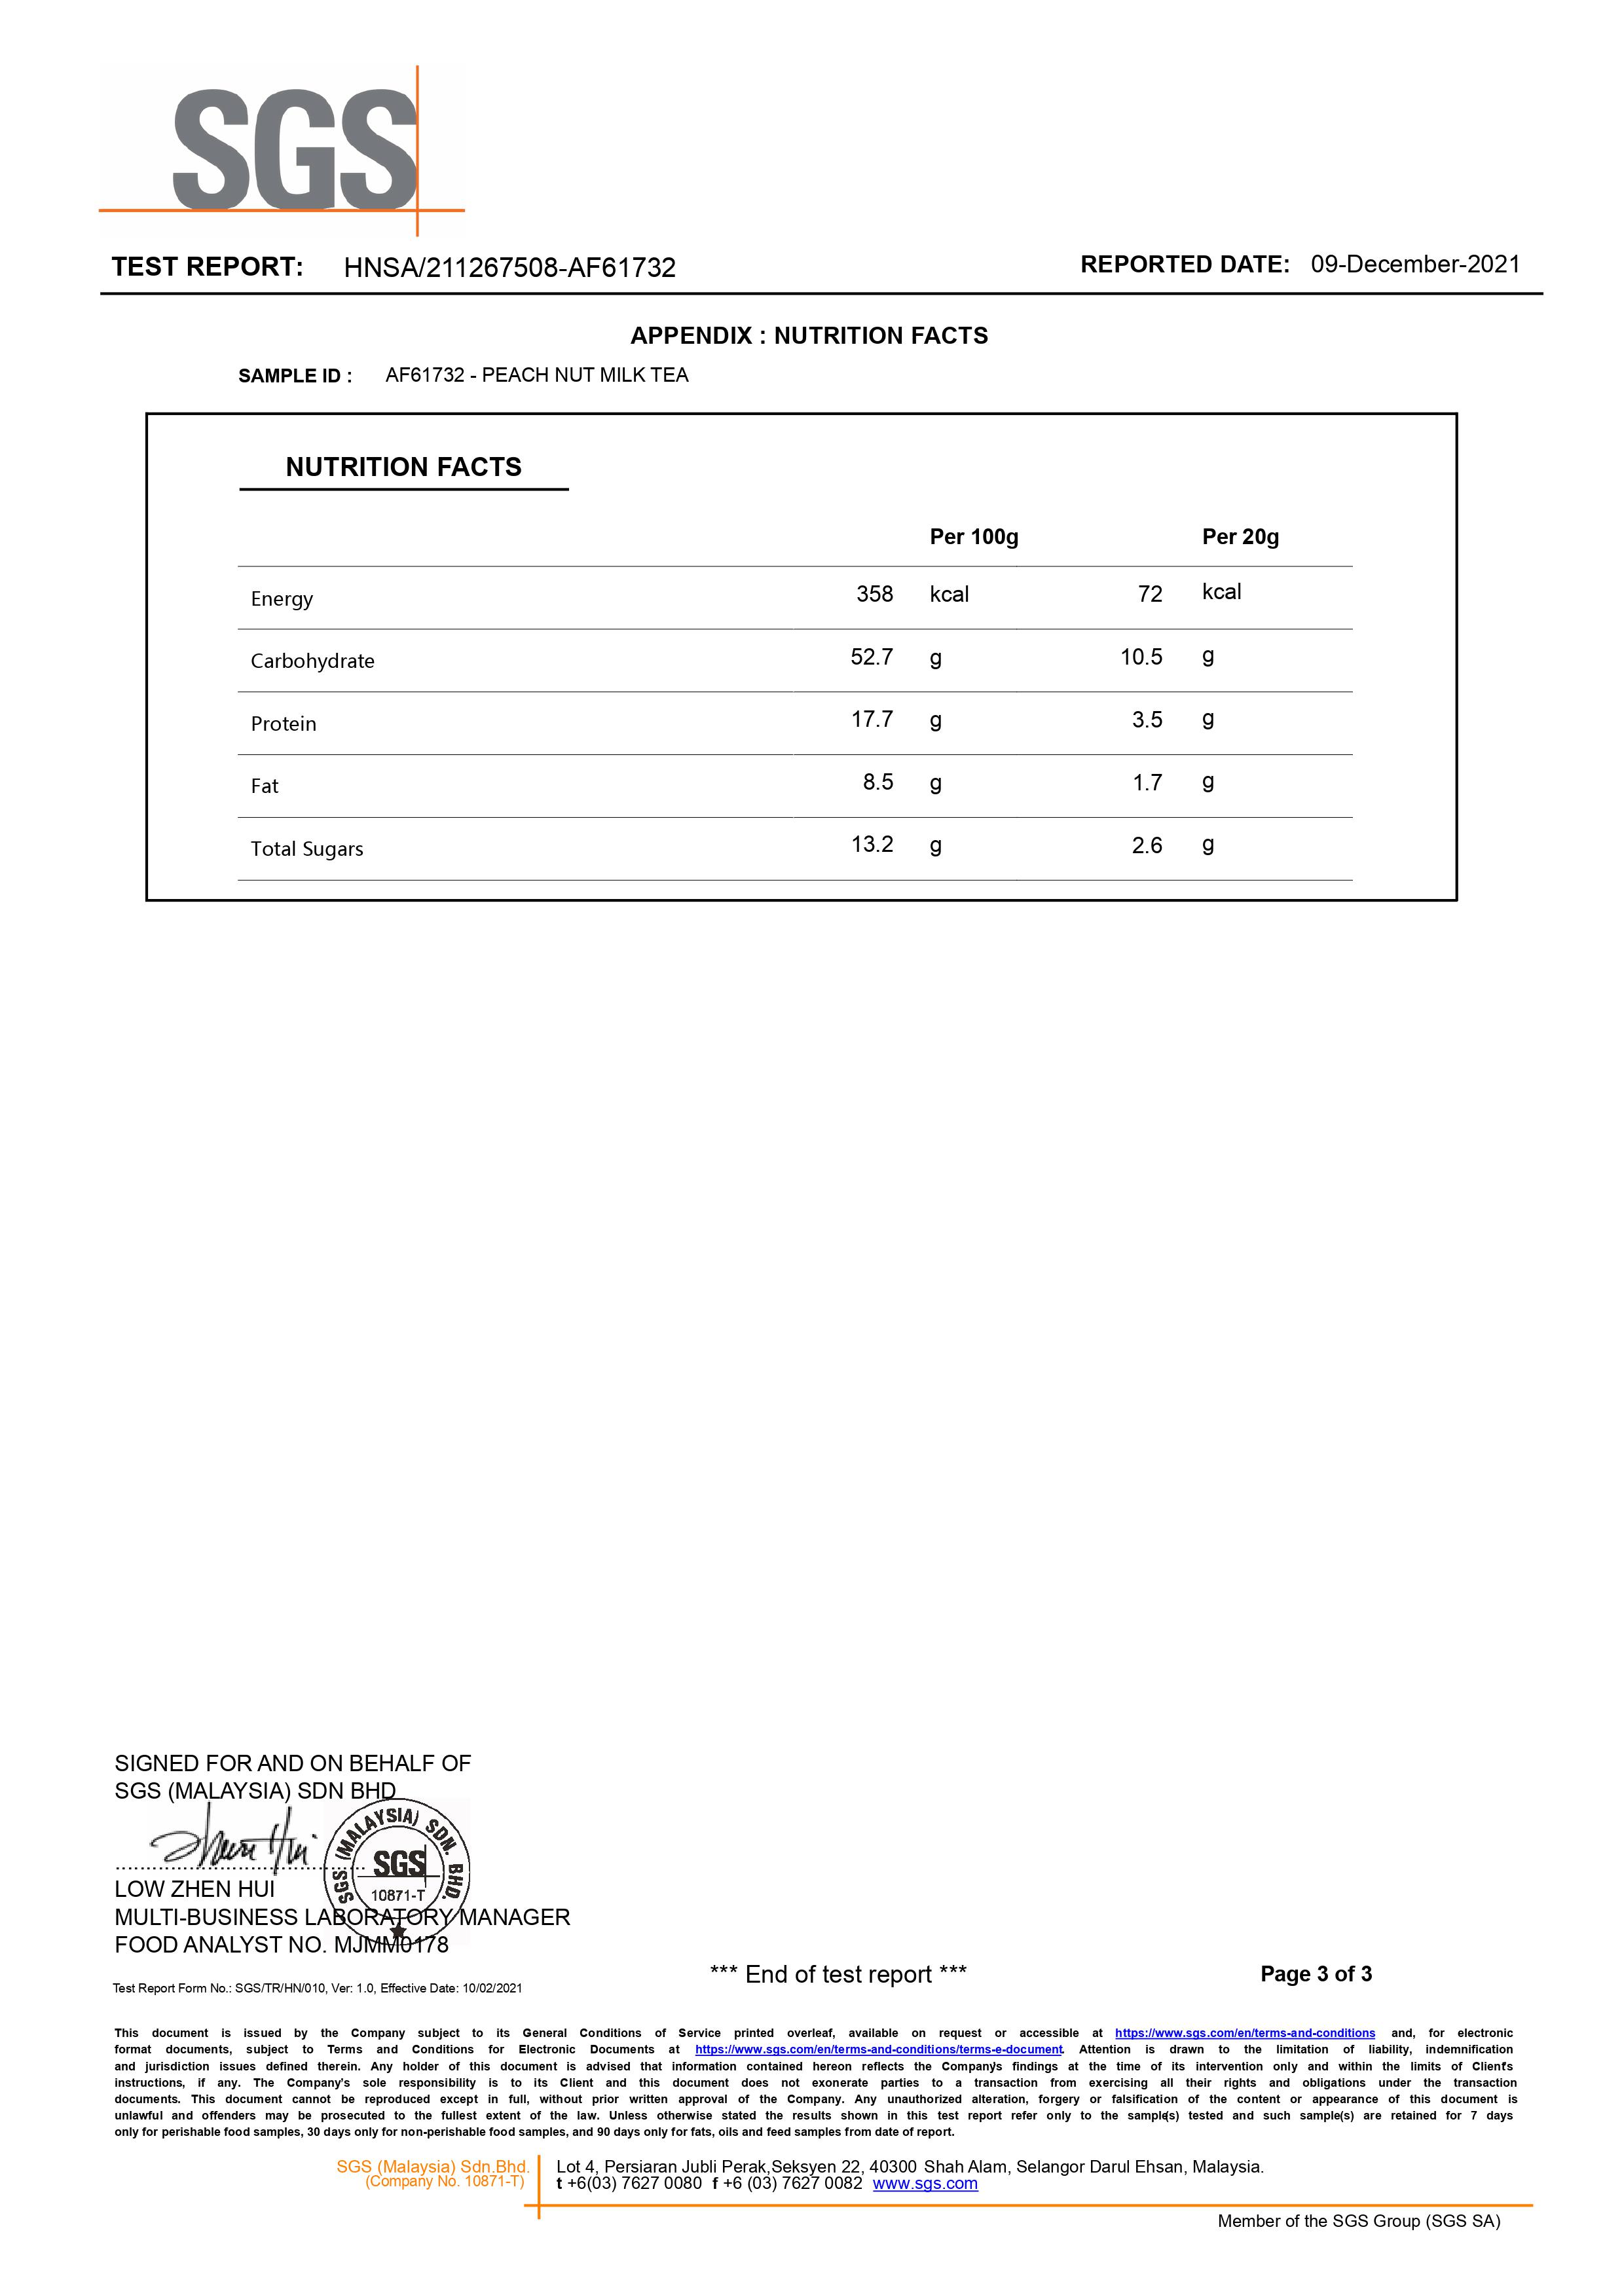 SGS
TEST REPORT: HNSA/211267508-AF61732 REPORTED DATE: 09-December-2021
APPENDIX : NUTRITION FACTS
SAMPLE ID : AF61732 - PEACH NUT MILK TEA
NUTRITION FACTS
Per 100g Per 20g
Energy 358 kcal 72 kcal
Carbohydrate 52.7 g 10.5 g
Protein 17.7 g 3.5 g
Fat 8.5 g 1.7 g
Total Sugars 13.2 g 2.6 g
SIGNED FOR AND ON BEHALF OF
SGS (MALAYSIA) SDN BHD
Zhen Hui
SGS (MALAYSIA) SDN. BHD.
SGS
10871-T
LOW ZHEN HUI
MULTI-BUSINESS LABORATORY MANAGER
FOOD ANALYST NO. MJMM0178
*** End of test report *** Page 3 of 3
Test Report Form No.: SGS/TR/HN/010, Ver: 1.0, Effective Date: 10/02/2021
This document is issued by the Company subject to its General Conditions of Service printed overleaf, available on request or accessible at https://www.sgs.com/en/terms-and-conditions and, for electronic
format documents, subject to Terms and Conditions for Electronic Documents at https://www.sgs.com/en/terms-and-conditions/terms-e-document. Attention is drawn to the limitation of liability, indemnification
and jurisdiction issues defined therein. Any holder of this document is advised that information contained hereon reflects the Company's findings at the time of its intervention only and within the limits of Client's
instructions, if any. The Company's sole responsibility is to its Client and this document does not exonerate parties to a transaction from exercising all their rights and obligations under the transaction
documents. This document cannot be reproduced except in full, without prior written approval of the Company. Any unauthorized alteration, forgery or falsification of the content or appearance of this document is
unlawful and offenders may be prosecuted to the fullest extent of the law. Unless otherwise stated the results shown in this test report refer only to the sample(s) tested and such sample(s) are retained for 7 days
only for perishable food samples, 30 days only for non-perishable food samples, and 90 days only for fats, oils and feed samples from date of report.
SGS (Malaysia) Sdn.Bhd. Lot 4, Persiaran Jubli Perak,Seksyen 22, 40300 Shah Alam, Selangor Darul Ehsan, Malaysia.
(Company No. 10871-T) t +6(03) 7627 0080 f +6 (03) 7627 0082 www.sgs.com
Member of the SGS Group (SGS SA)